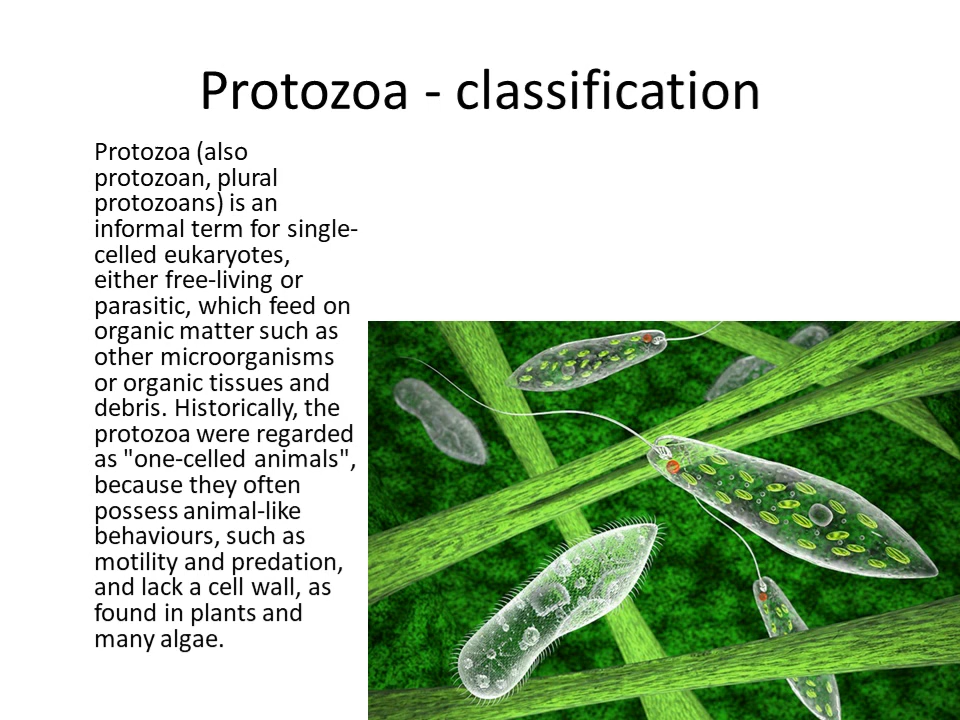 Protozoa - classification
Protozoa (also
protozoan, plural
protozoans) is an
informal term for single-
celled eukaryotes,
either free-living or
parasitic, which feed on
organic matter such as
other microorganisms
or organic tissues and
debris. Historically, the
protozoa were regarded
as "one-celled animals",
because they often
possess animal-like
behaviours, such as
motility and predation,
and lack a cell wall, as
found in plants and
many algae.